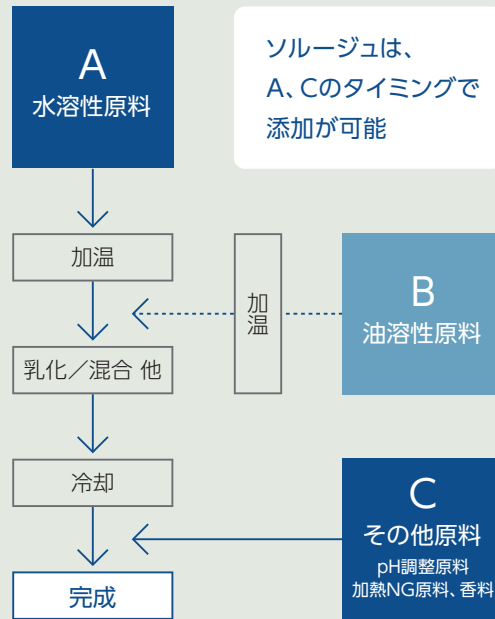 A
水溶性原料
ソルージュは、
A、Cのタイミングで
添加が可能
加温
加温
B
油溶性原料
乳化／混合 他
冷却
C
その他原料
pH調整原料
加熱NG原料、香料
完成